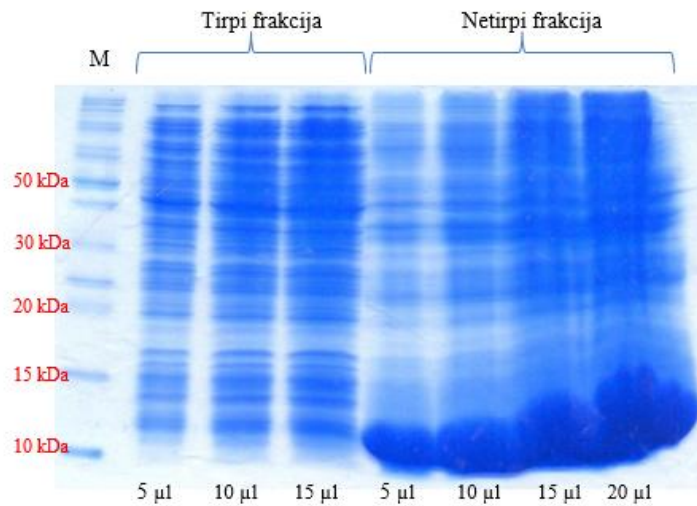 Tirpi frakcija
Netirpi frakcija
M
50 kDa
30 kDa
20 kDa
15 kDa
10 kDa
5 µl
10 µl
15 µl
5 µl
10 µl
15 µl
20 µl